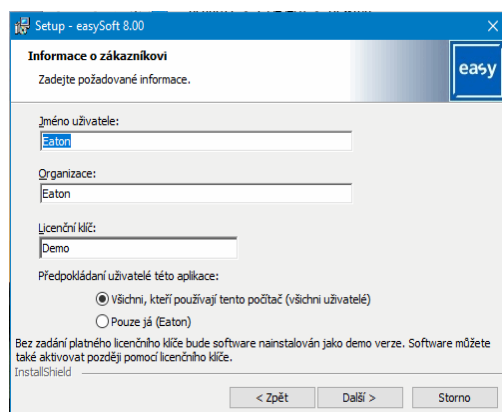 Setup - easySoft 8.00
Informace o zákazníkovi
Zadejte požadované informace.
easy
Jméno uživatele:
Eaton
Organizace:
Eaton
Licenční klíč:
Demo
Předpokládaní uživatelé této aplikace:
Všichni, kteří používají tento počítač (všichni uživatelé)
Pouze já (Eaton)
Bez zadání platného licenčního klíče bude software nainstalován jako demo verze. Software můžete
také aktivovat později pomocí licenčního klíče.
InstallShield
< Zpět Další > Storno